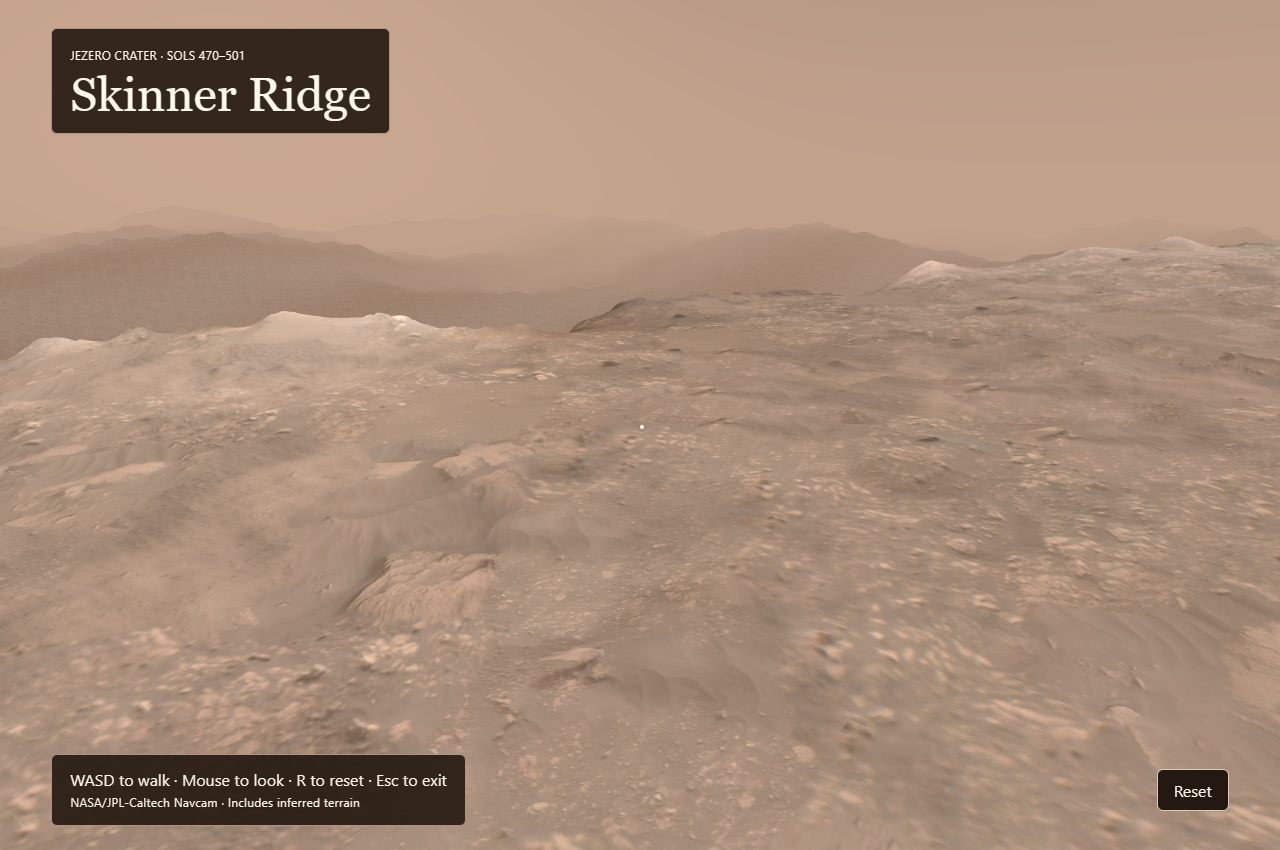 JEZERO CRATER · SOLS 470–501
Skinner Ridge
WASD to walk · Mouse to look · R to reset · Esc to exit
NASA/JPL-Caltech Navcam · Includes inferred terrain
Reset